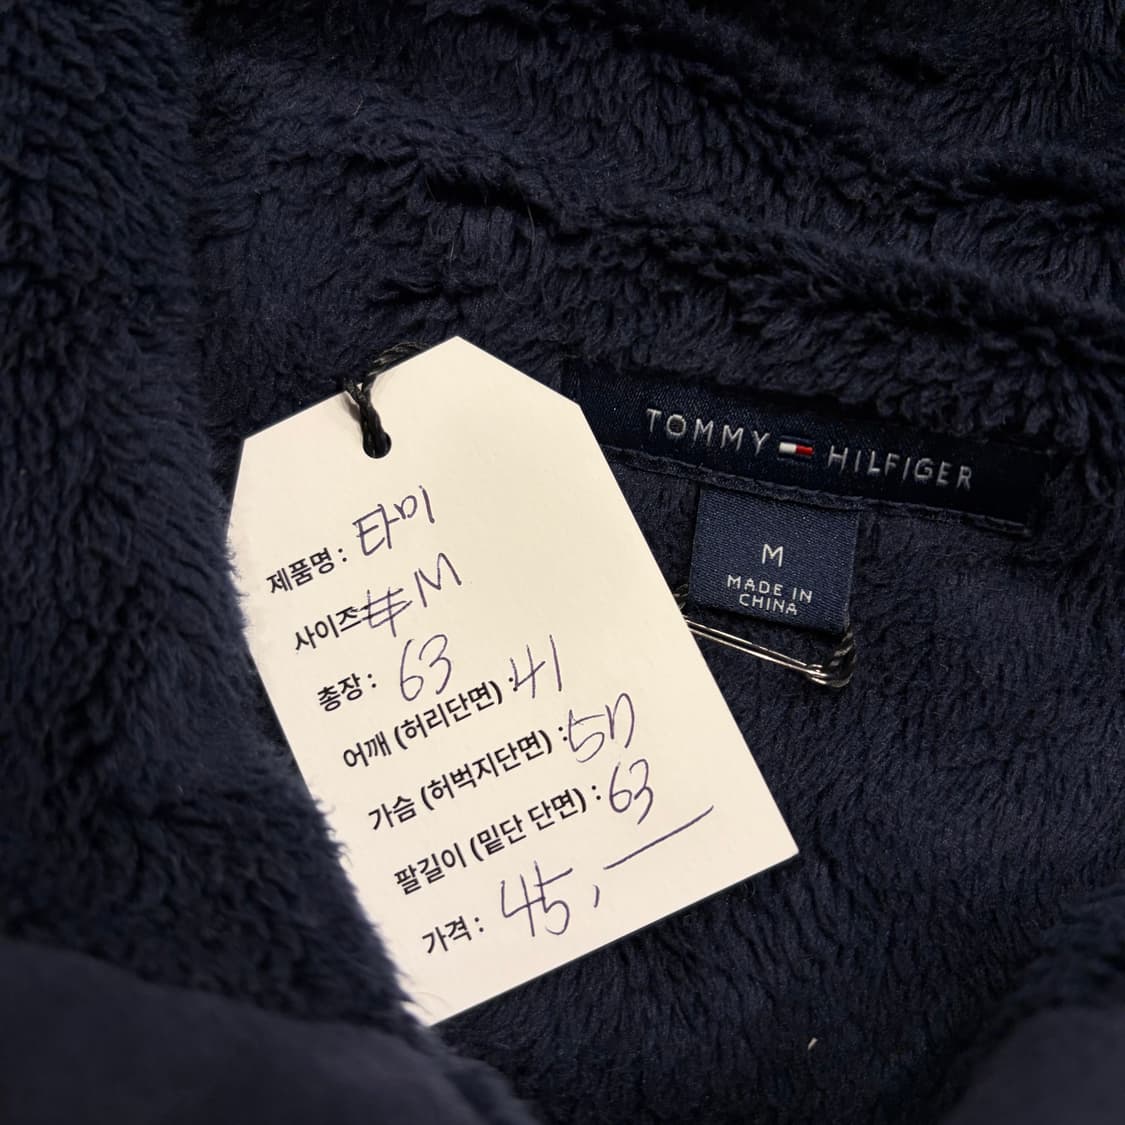 TOMMY HILFIGER
M
MADE IN
CHINA
제품명 : 타미
사이즈: M
총장 : 63
어깨 (허리단면) : 41
가슴 (허벅지단면) :
팔길이 (밑단 단면) : 63
가격 : 45,